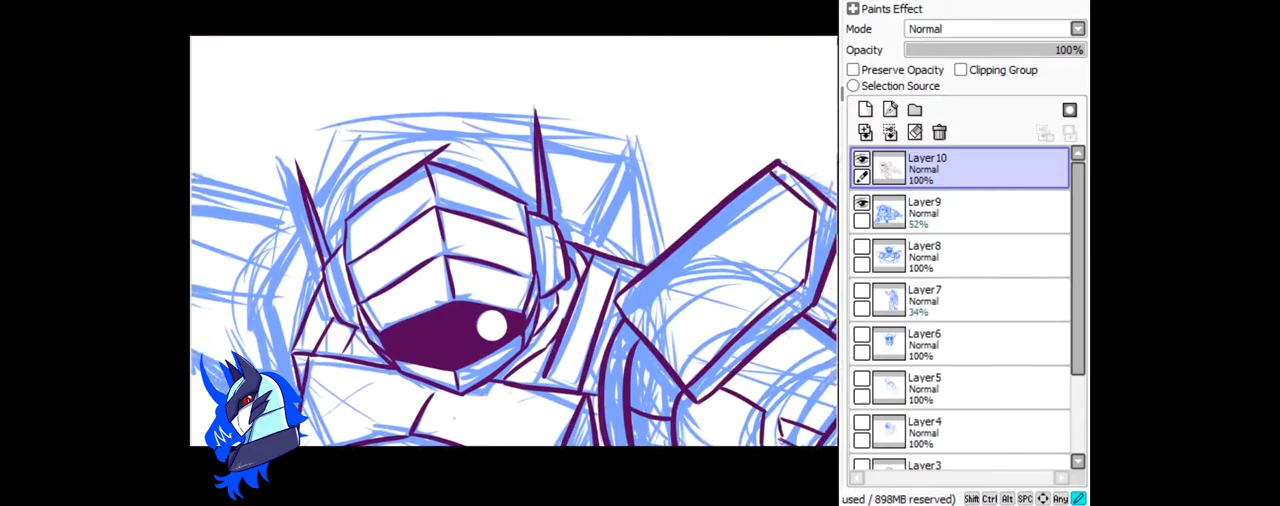 Paints Effect
Mode Normal
Opacity 100%
Preserve Opacity Clipping Group
Selection Source
Layer10
Normal
100%
Layer9
Normal
52%
Layer8
Normal
100%
Layer7
Normal
34%
Layer6
Normal
100%
Layer5
Normal
100%
Layer4
Normal
100%
Layer3
used / 898MB reserved) Shift Ctrl Alt SPC Any